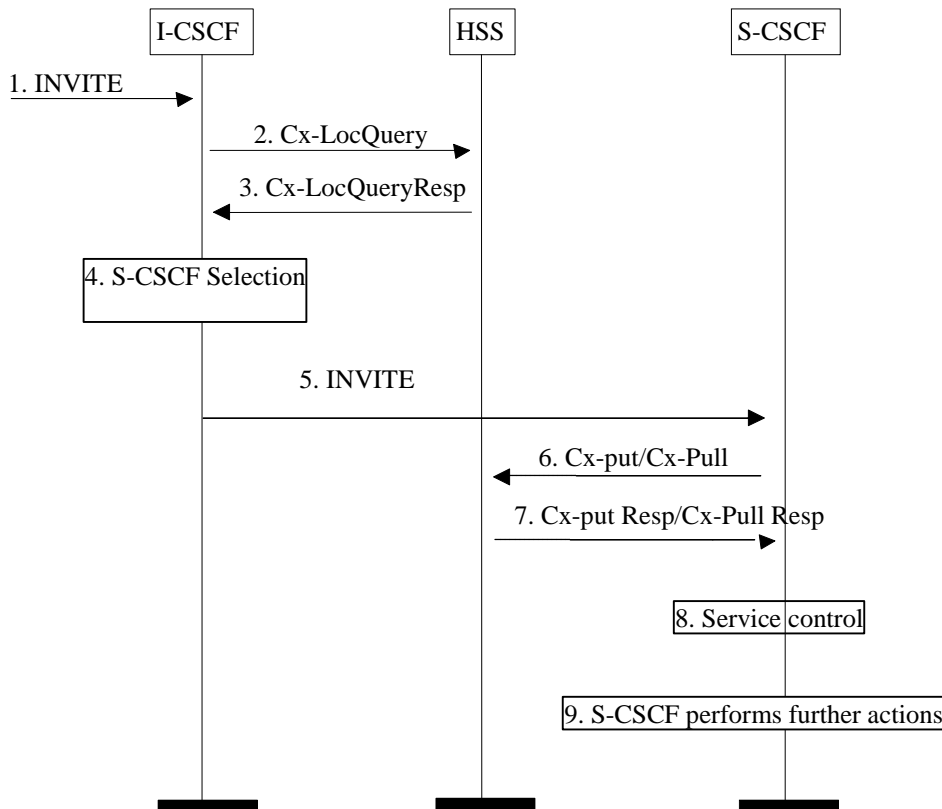 I-CSCF
HSS
S-CSCF
1. INVITE
2. Cx-LocQuery
3. Cx-LocQueryResp
4. S-CSCF Selection
5. INVITE
6. Cx-put/Cx-Pull
7. Cx-put Resp/Cx-Pull Resp
8. Service control
9. S-CSCF performs further actions